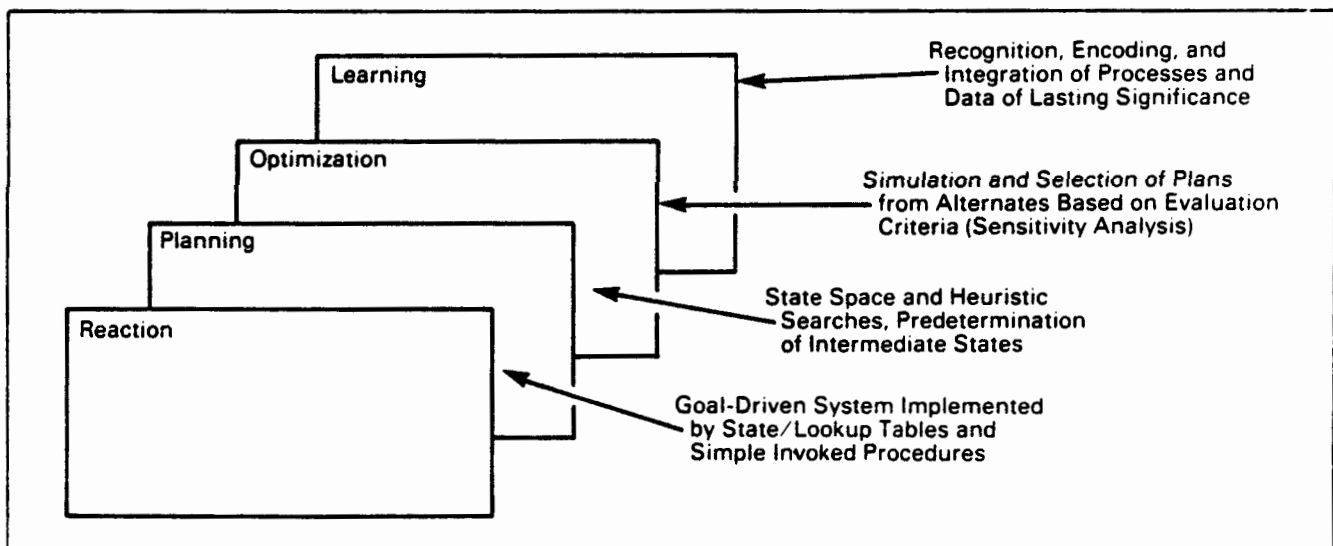 Learning
Recognition, Encoding, and
Integration of Processes and
Data of Lasting Significance
Optimization
Simulation and Selection of Plans
from Alternates Based on Evaluation
Criteria (Sensitivity Analysis)
Planning
State Space and Heuristic
Searches, Predetermination
of Intermediate States
Reaction
Goal-Driven System Implemented
by State/Lookup Tables and
Simple Invoked Procedures